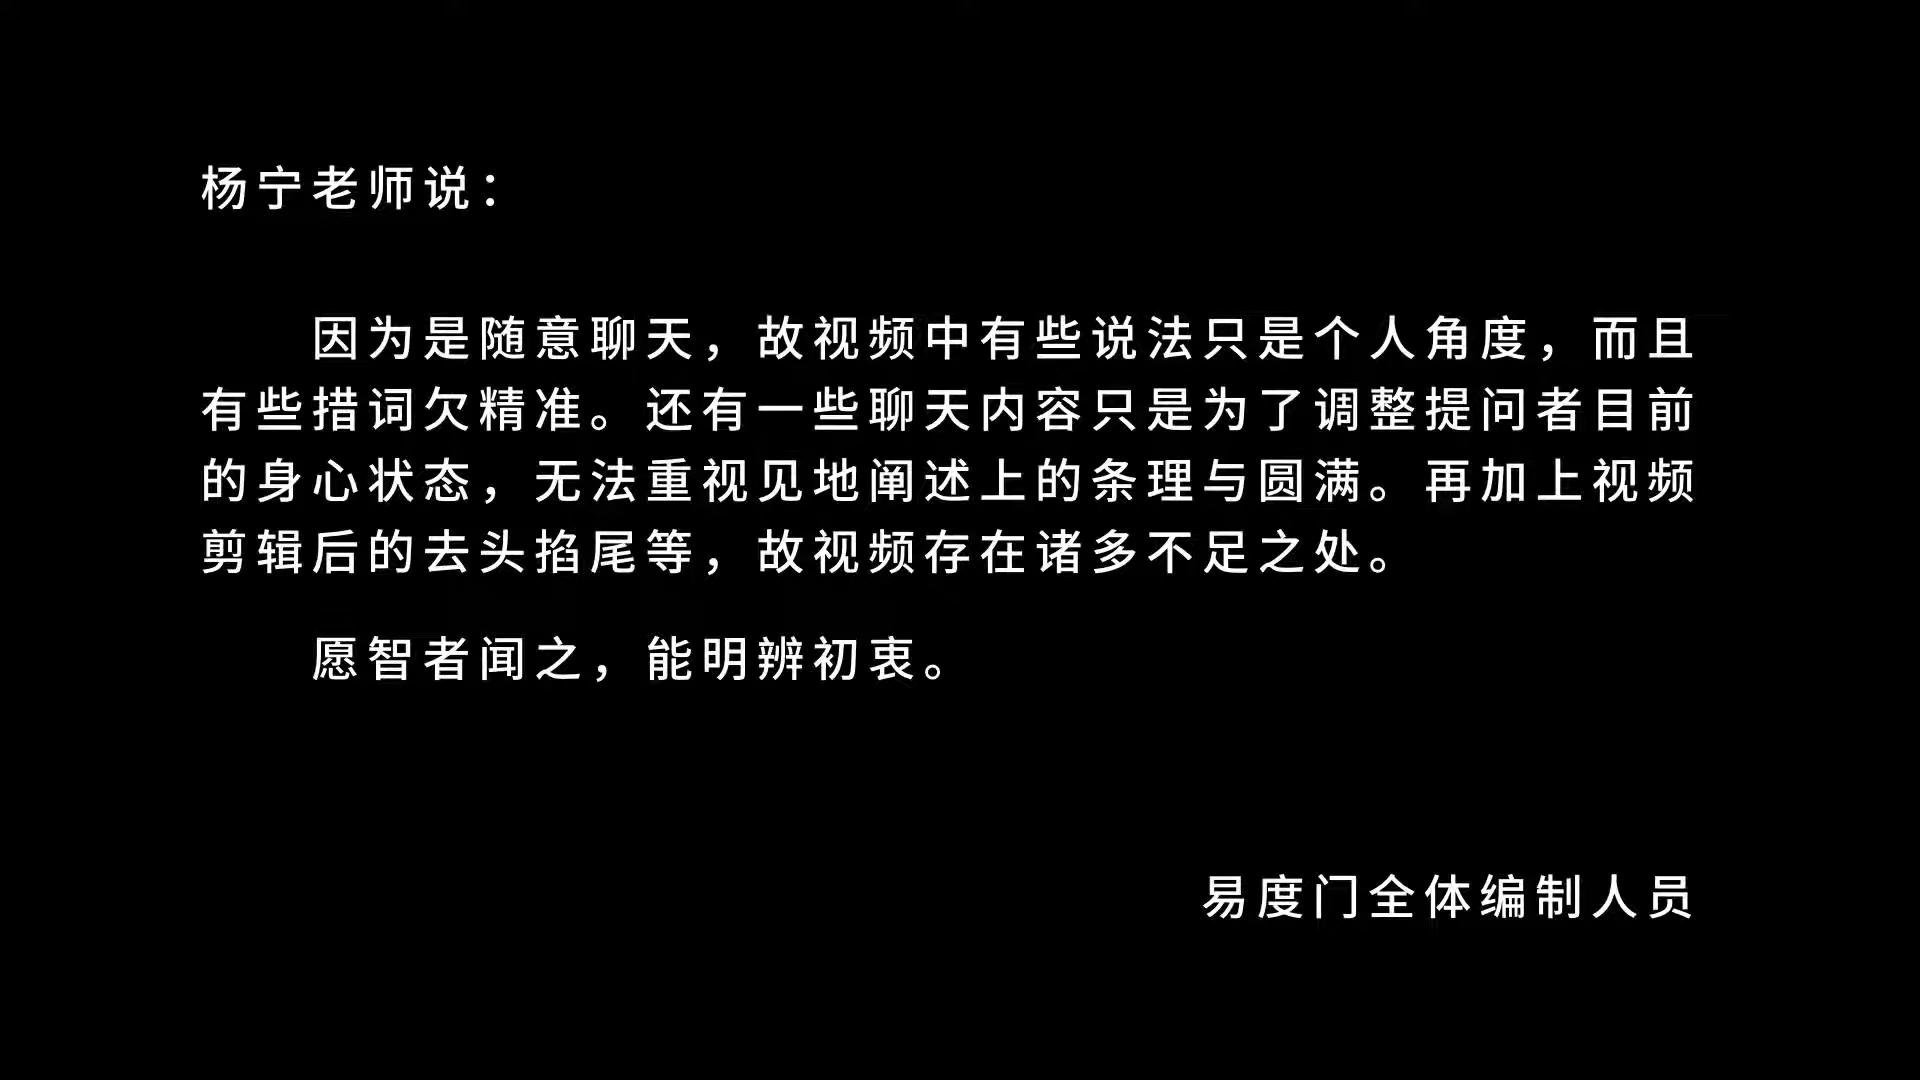 杨宁老师说：
因为是随意聊天，故视频中有些说法只是个人角度，而且
有些措词欠精准。还有一些聊天内容只是为了调整提问者目前
的身心状态，无法重视见地阐述上的条理与圆满。再加上视频
剪辑后的去头掐尾等，故视频存在诸多不足之处。
愿智者闻之，能明辨初衷。
易度门全体编制人员